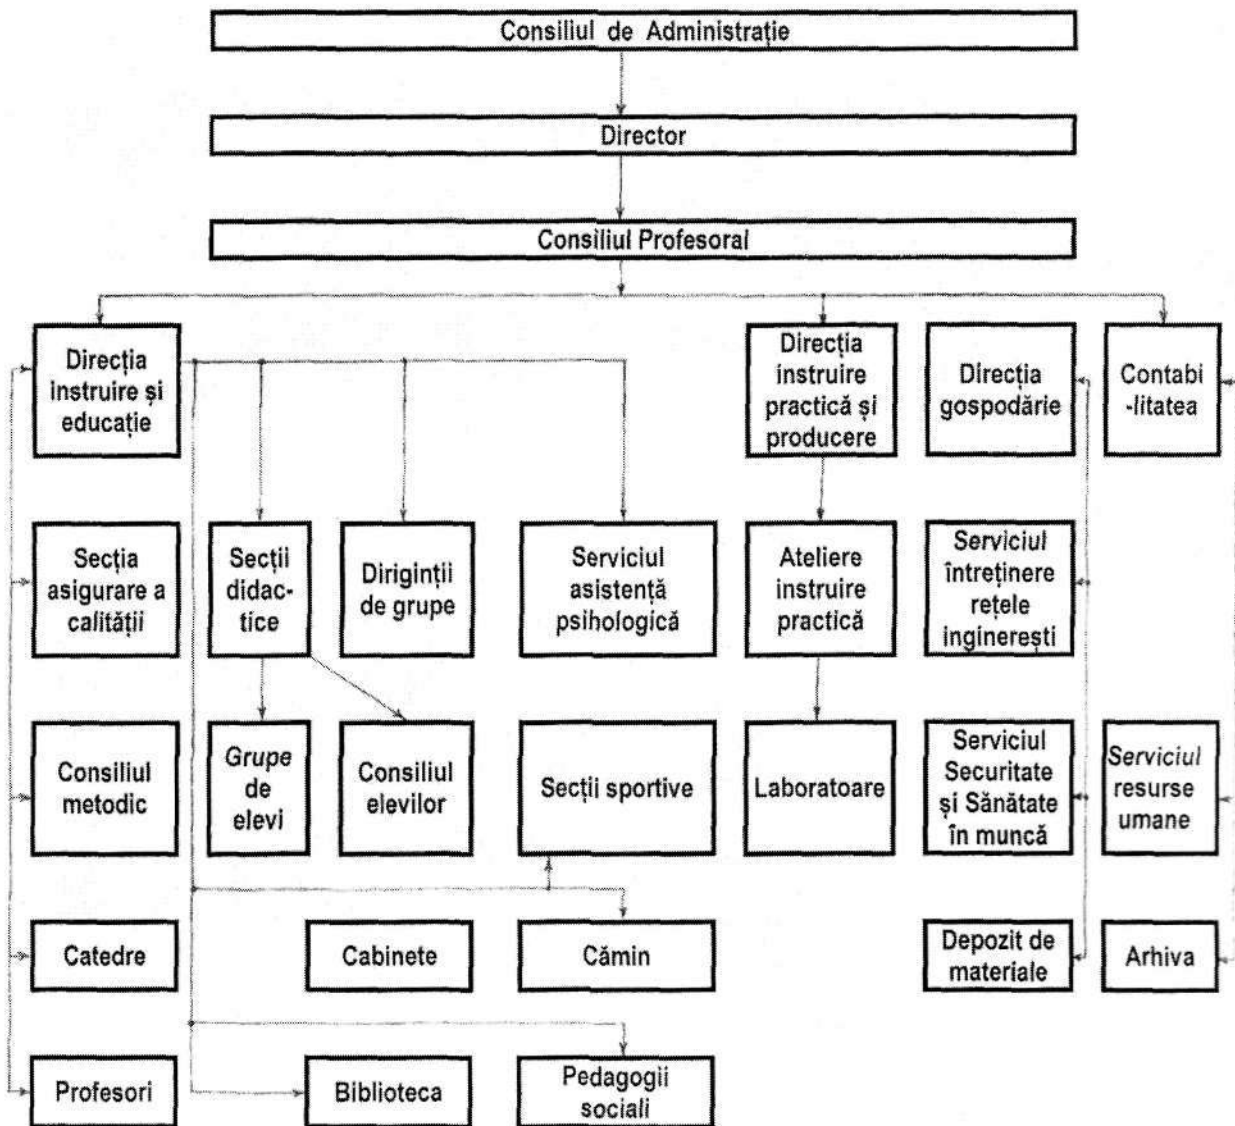 Consiliul de Administrație
Director
Consiliul Profesoral
Direcția
instruire și
educație
Direcția
instruire
practică și
producere
Direcția
gospodărie
Contabi
-litatea
Secția
asigurare a
calității
Secții
didac-
tice
Diriginții
de grupe
Serviciul
asistență
psihologică
Ateliere
instruire
practică
Serviciul
întreținere
rețele
inginerești
Consiliul
metodic
Grupe
de
elevi
Consiliul
elevilor
Secții sportive
Laboratoare
Serviciul
Securitate
și Sănătate
în muncă
Serviciul
resurse
umane
Catedre
Cabinete
Cămin
Depozit de
materiale
Arhiva
Profesori
Biblioteca
Pedagogii
sociali